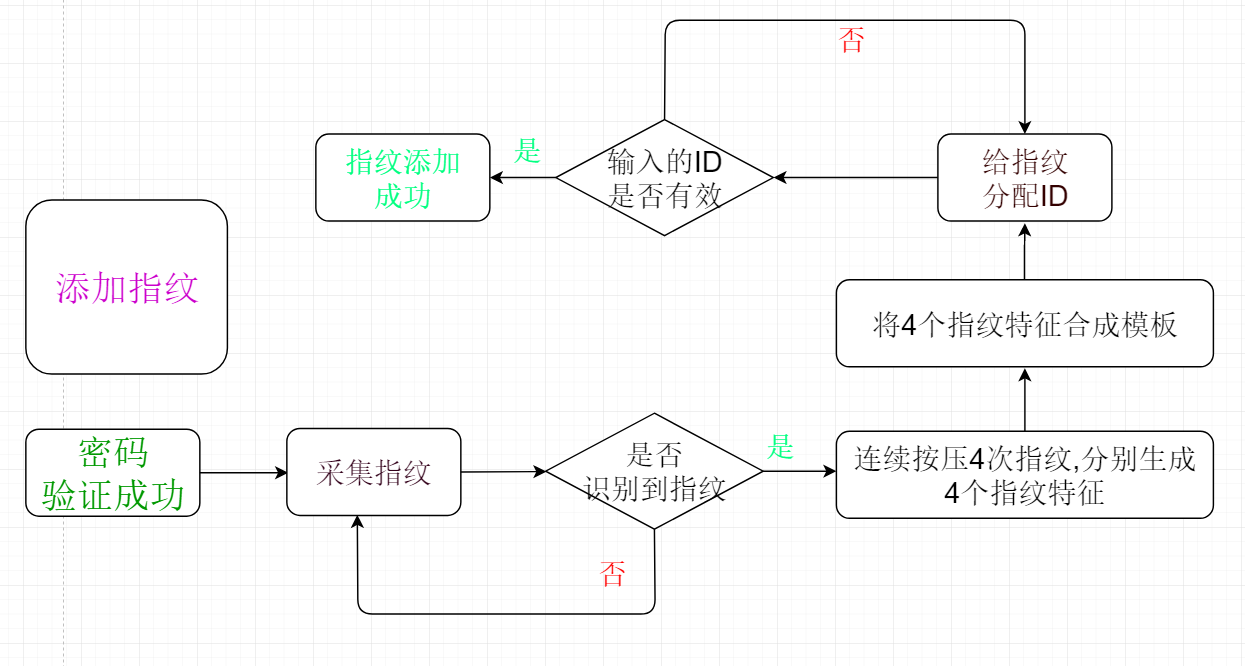 否
指纹添加
成功
是
输入的ID
是否有效
给指纹
分配ID
添加指纹
将4个指纹特征合成模板
密码
验证成功
采集指纹
是否
识别到指纹
是
连续按压4次指纹,分别生成
4个指纹特征
否